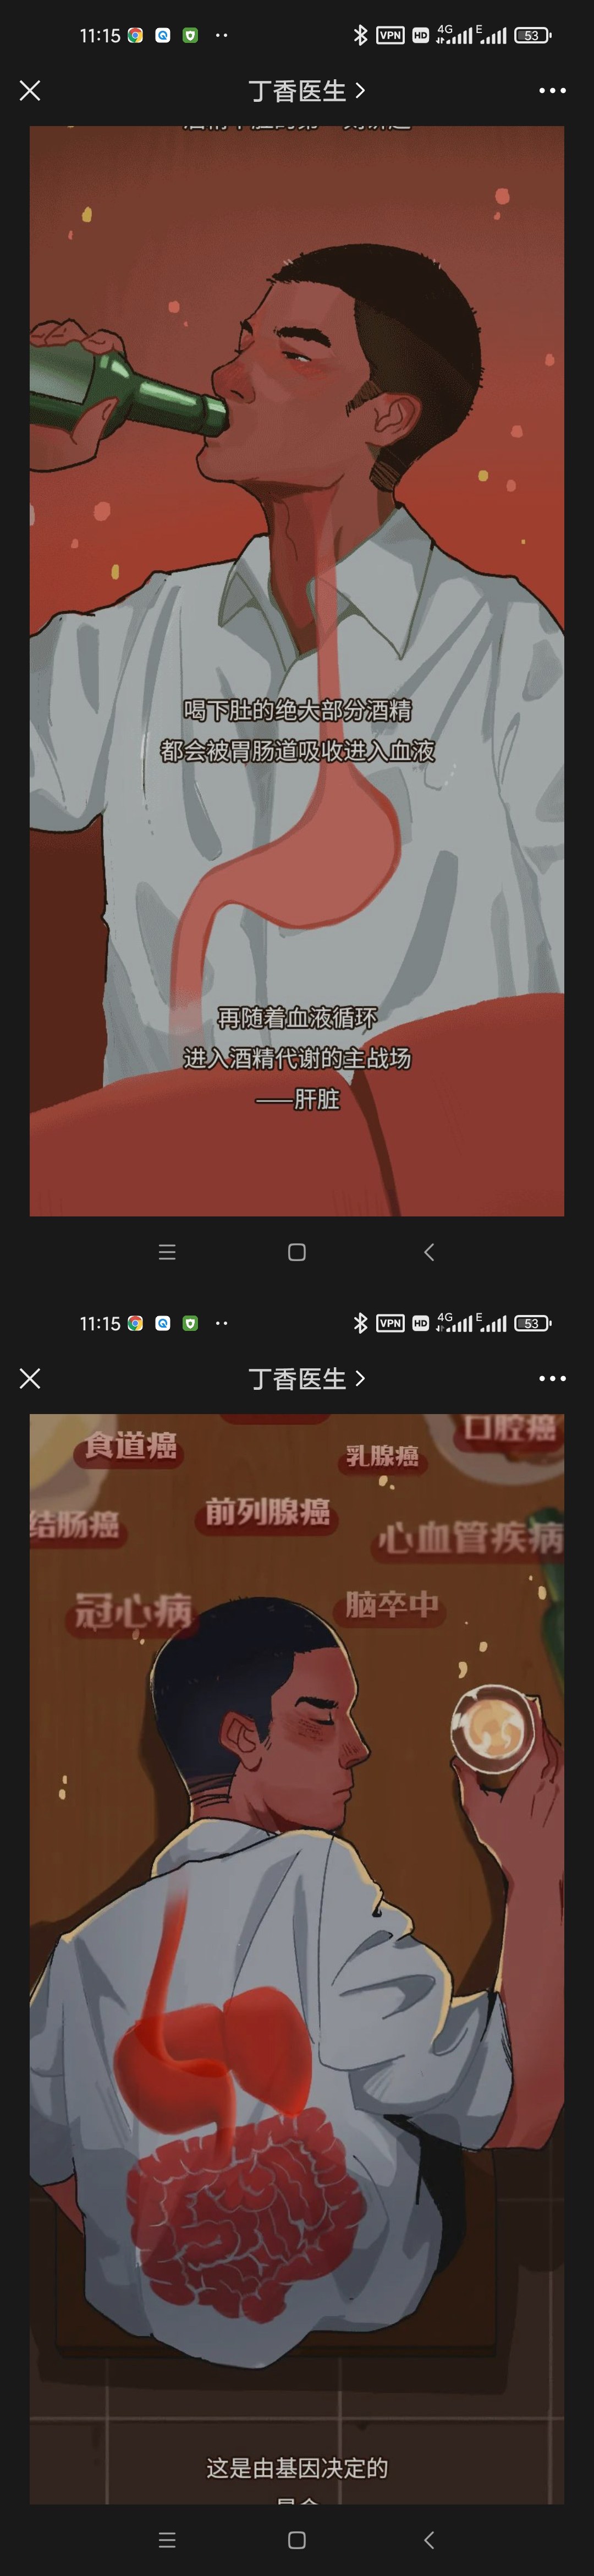 11:15
VPN
HD
4G
E
53
丁香医生
喝下肚的绝大部分酒精
都会被胃肠道吸收进入血液
再随着血液循环
进入酒精代谢的主战场
——肝脏
11:15
VPN
HD
4G
E
53
丁香医生
口腔癌
食道癌
乳腺癌
前列腺癌
结肠癌
心血管疾病
冠心病
脑卒中
这是由基因决定的